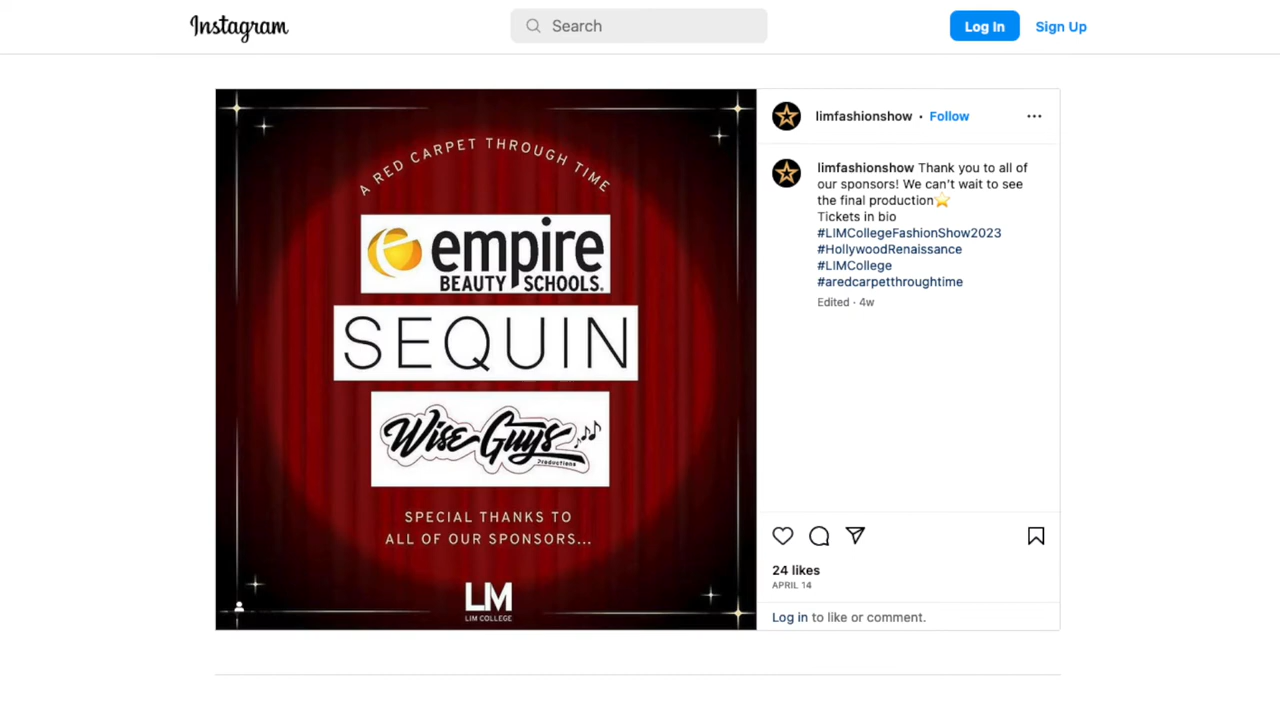 Instagram
Search
Log In
Sign Up
A RED CARPET THROUGH TIME
empire
BEAUTY SCHOOLS.
SEQUIN
Wise Guys
Productions
SPECIAL THANKS TO
ALL OF OUR SPONSORS...
LIM
LIM COLLEGE
limfashionshow • Follow
limfashionshow Thank you to all of
our sponsors! We can't wait to see
the final production⭐
Tickets in bio
#LIMCollegeFashionShow2023
#HollywoodRenaissance
#LIMCollege
#aredcarpetthroughtime
Edited · 4w
24 likes
APRIL 14
Log in to like or comment.